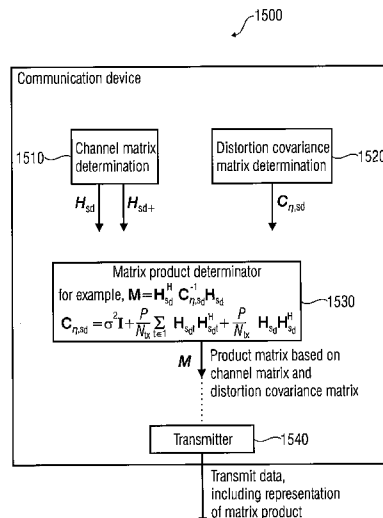 1500
Communication device
1510
Channel matrix
determination
Distortion covariance
matrix determination
1520
H_sd H_sd+ C_η,sd
Matrix product determinator
for example, M=H_sd^H C_η,sd^-1 H_sd
C_η,sd = σ²I + P/N_tx ∑_t∈1 H_sdt H_sdt^H + P/N_tx H_sd H_sd^H
1530
M
Product matrix based on
channel matrix and
distortion covariance matrix
Transmitter
1540
Transmit data,
including representation
of matrix product